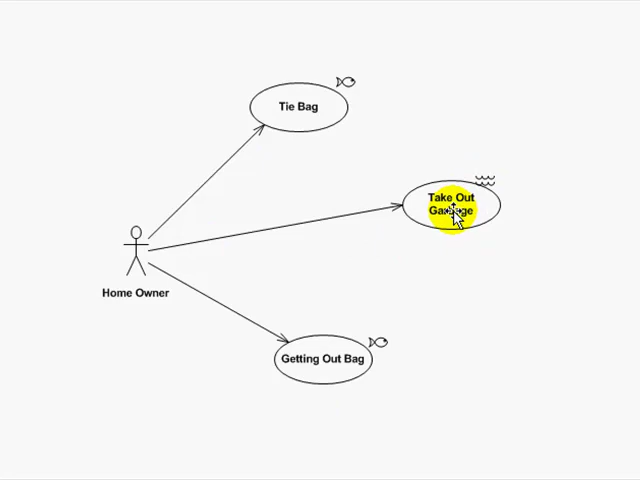 Tie Bag
Take Out
Garbage
Home Owner
Getting Out Bag